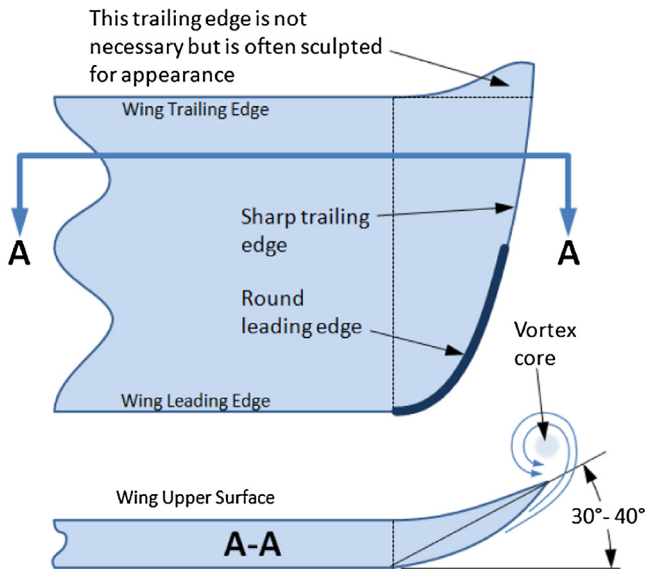 This trailing edge is not
necessary but is often sculpted
for appearance
Wing Trailing Edge
A
A
Sharp trailing
edge
Round
leading edge
Vortex
core
Wing Leading Edge
Wing Upper Surface
A-A
30°- 40°